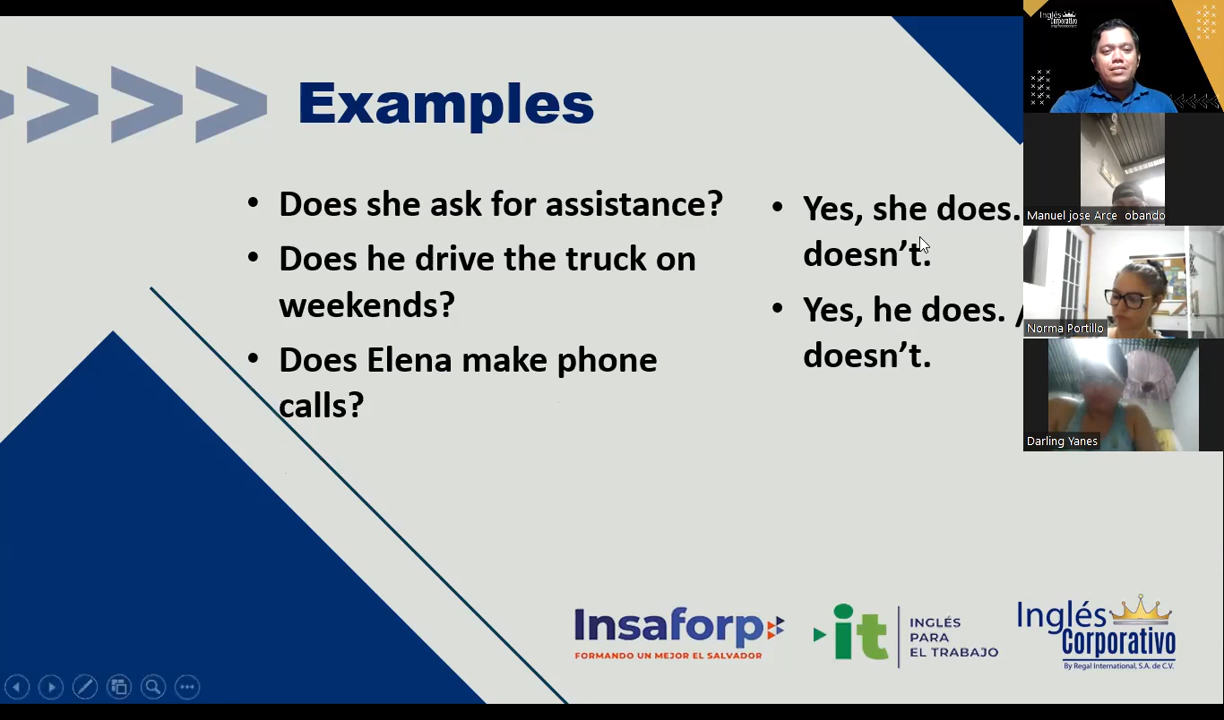 Examples
• Does she ask for assistance?
• Does he drive the truck on
weekends?
• Does Elena make phone
calls?
• Yes, she does.
doesn’t.
• Yes, he does. /
doesn’t.
Inglés
Corporativo
Manuel jose Arce obando
Norma Portillo
Darling Yanes
Insaforp
FORMANDO UN MEJOR EL SALVADOR
it
INGLÉS
PARA
EL TRABAJO
Inglés
Corporativo
By Regal International, S.A. de C.V.